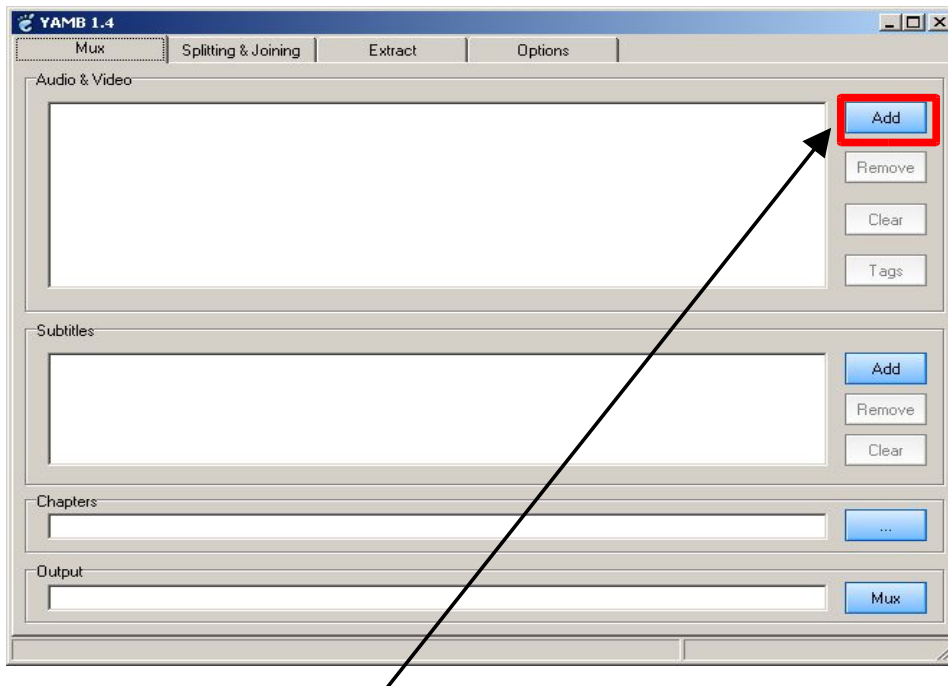 YAMB 1.4
Mux Splitting & Joining Extract Options
Audio & Video
Add
Remove
Clear
Tags
Subtitles
Add
Remove
Clear
Chapters
...
Output
Mux